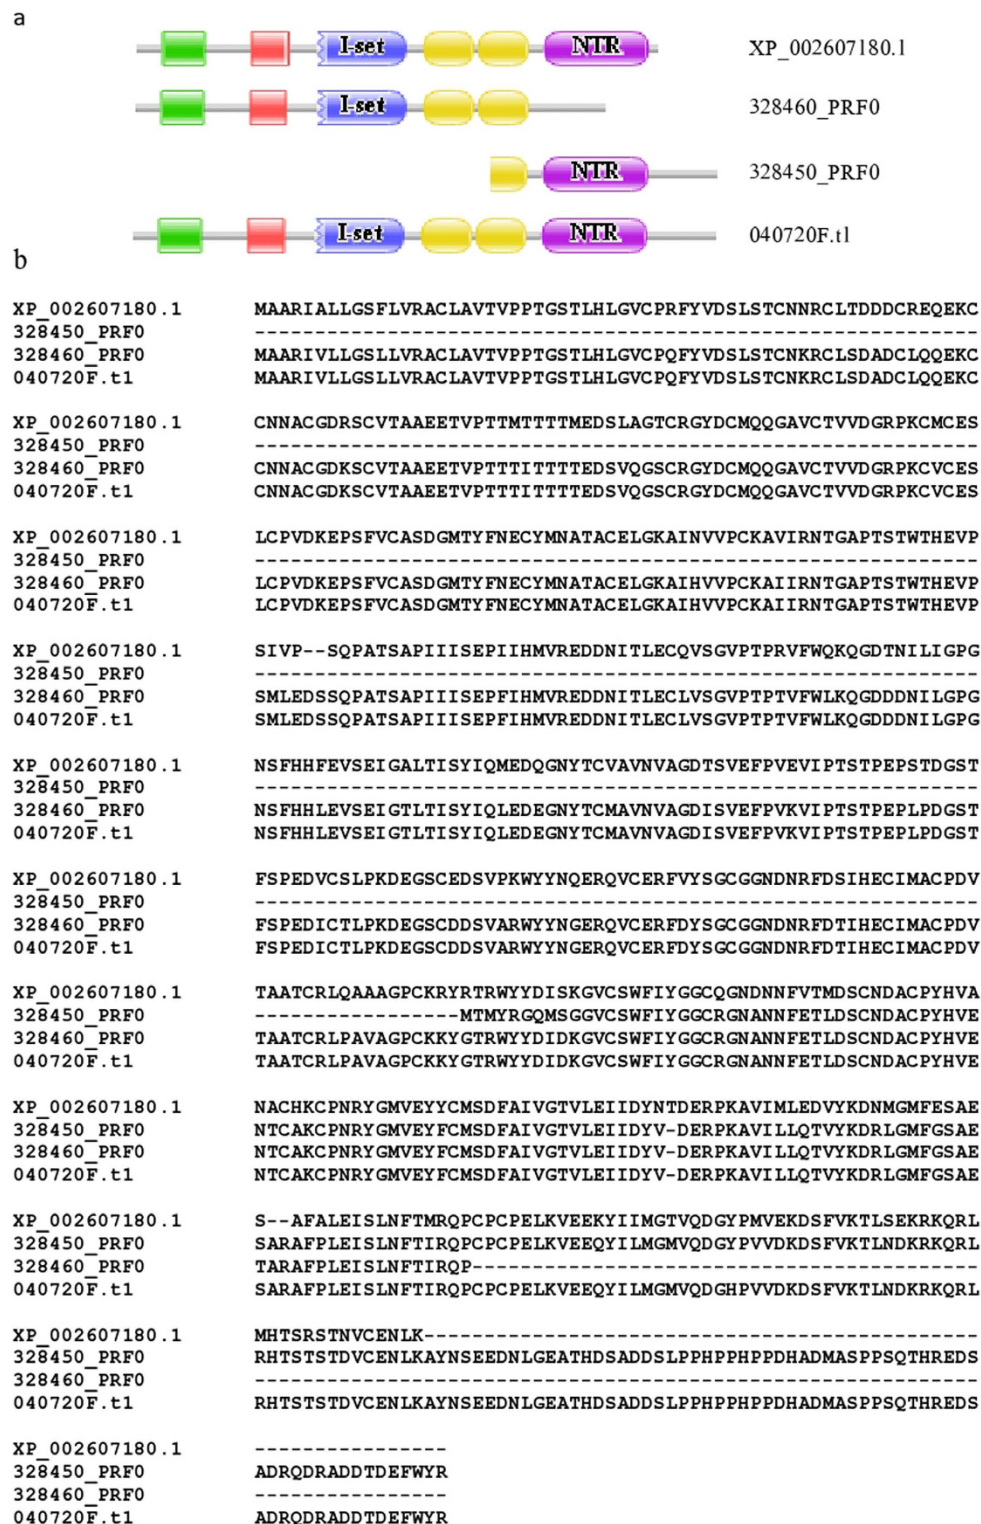 a
I-set NTR XP_002607180.1
I-set 328460_PRF0
NTR 328450_PRF0
I-set NTR 040720F.t1
b
XP_002607180.1 MAARIALLGSFLVRACLAVTVPPTGSTLHLGVCPRFYVDSLSTCNNRCLTDDDCREQEKC
328450_PRF0 ------------------------------------------------------------
328460_PRF0 MAARIVLLGSLLVRACLAVTVPPTGSTLHLGVCPQFYVDSLSTCNKRCLSDADCLQQEKC
040720F.t1 MAARIVLLGSLLVRACLAVTVPPTGSTLHLGVCPQFYVDSLSTCNKRCLSDADCLQQEKC
XP_002607180.1 CNNACGDRSCVTAAEETVPTTMTTTTMEDSLAGTCRGYDCMQQGAVCTVVDGRPKCMCES
328450_PRF0 ------------------------------------------------------------
328460_PRF0 CNNACGDKSCVTAAEETVPTTTITTTTEDSVQGSCRGYDCMQQGAVCTVVDGRPKCVCES
040720F.t1 CNNACGDKSCVTAAEETVPTTTITTTTEDSVQGSCRGYDCMQQGAVCTVVDGRPKCVCES
XP_002607180.1 LCPVDKEPSFVCASDGMTYFNECYMNATACELGKAINVVPCKAVIRNTGAPTSTWTHEVP
328450_PRF0 ------------------------------------------------------------
328460_PRF0 LCPVDKEPSFVCASDGMTYFNECYMNATACELGKAIHVVPCKAIIRNTGAPTSTWTHEVP
040720F.t1 LCPVDKEPSFVCASDGMTYFNECYMNATACELGKAIHVVPCKAIIRNTGAPTSTWTHEVP
XP_002607180.1 SIVP--SQPATSAPIIISEPIIHMVREDDNITLECQVSGVPTPRVFWQKQGDTNILIGPG
328450_PRF0 ------------------------------------------------------------
328460_PRF0 SMLEDSSQPATSAPIIISEPFIHMVREDDNITLECLVSGVPTPTVFWLKQGDDDNILGPG
040720F.t1 SMLEDSSQPATSAPIIISEPFIHMVREDDNITLECLVSGVPTPTVFWLKQGDDDNILGPG
XP_002607180.1 NSFHHFEVSEIGALTISYIQMEDQGNYTCVAVNVAGDTSVEFPVEVIPTSTPEPSTDGST
328450_PRF0 ------------------------------------------------------------
328460_PRF0 NSFHHLEVSEIGTLTISYIQLEDEGNYTCMAVNVAGDISVEFPVKVIPTSTPEPLPDGST
040720F.t1 NSFHHLEVSEIGTLTISYIQLEDEGNYTCMAVNVAGDISVEFPVKVIPTSTPEPLPDGST
XP_002607180.1 FSPEDVCSLPKDEGSCEDSVPKWYYNQERQVCERFVYSGCGGNDNRFDSIHECIMACPDV
328450_PRF0 ------------------------------------------------------------
328460_PRF0 FSPEDICTLPKDEGSCDDSVARWYYNGERQVCERFDYSGCGGNDNRFDTIHECIMACPDV
040720F.t1 FSPEDICTLPKDEGSCDDSVARWYYNGERQVCERFDYSGCGGNDNRFDTIHECIMACPDV
XP_002607180.1 TAATCRLQAAAGPCKRYRTRWYYDISKGVCSWFIYGGCQGNDNNFVTMDSCNDACPYHVA
328450_PRF0 -----------------MTMYRGQMSGGVCSWFIYGGCRGNANNFETLDSCNDACPYHVE
328460_PRF0 TAATCRLPAVAGPCKKYGTRWYYDIDKGVCSWFIYGGCRGNANNFETLDSCNDACPYHVE
040720F.t1 TAATCRLPAVAGPCKKYGTRWYYDIDKGVCSWFIYGGCRGNANNFETLDSCNDACPYHVE
XP_002607180.1 NACHKCPNRYGMVEYYCMSDFAIVGTVLEIIDYNTDERPKAVIMLEDVYKDNMGMFESAE
328450_PRF0 NTCAKCPNRYGMVEYFCMSDFAIVGTVLEIIDYV-DERPKAVILLQTVYKDRLGMFGSAE
328460_PRF0 NTCAKCPNRYGMVEYFCMSDFAIVGTVLEIIDYV-DERPKAVILLQTVYKDRLGMFGSAE
040720F.t1 NTCAKCPNRYGMVEYFCMSDFAIVGTVLEIIDYV-DERPKAVILLQTVYKDRLGMFGSAE
XP_002607180.1 S--AFALEISLNFTMRQPCPCPELKVEEKYIIMGTVQDGYPMVEKDSFVKTLSEKRKQRL
328450_PRF0 SARAFPLEISLNFTIRQPCPCPELKVEEQYILMGMVQDGYPVVDKDSFVKTLNDKRKQRL
328460_PRF0 TARAFPLEISLNFTIRQP------------------------------------------
040720F.t1 SARAFPLEISLNFTIRQPCPCPELKVEEQYILMGMVQDGHPVVDKDSFVKTLNDKRKQRL
XP_002607180.1 MHTSRSTNVCENLK----------------------------------------------
328450_PRF0 RHTSTSTDVCENLKAYNSEEDNLGEATHDSADDSLPPHPPHPPDHADMASPPSQTHREDS
328460_PRF0 ------------------------------------------------------------
040720F.t1 RHTSTSTDVCENLKAYNSEEDNLGEATHDSADDSLPPHPPHPPDHADMASPPSQTHREDS
XP_002607180.1 ----------------
328450_PRF0 ADRQDRADDTDEFWYR
328460_PRF0 ----------------
040720F.t1 ADRQDRADDTDEFWYR